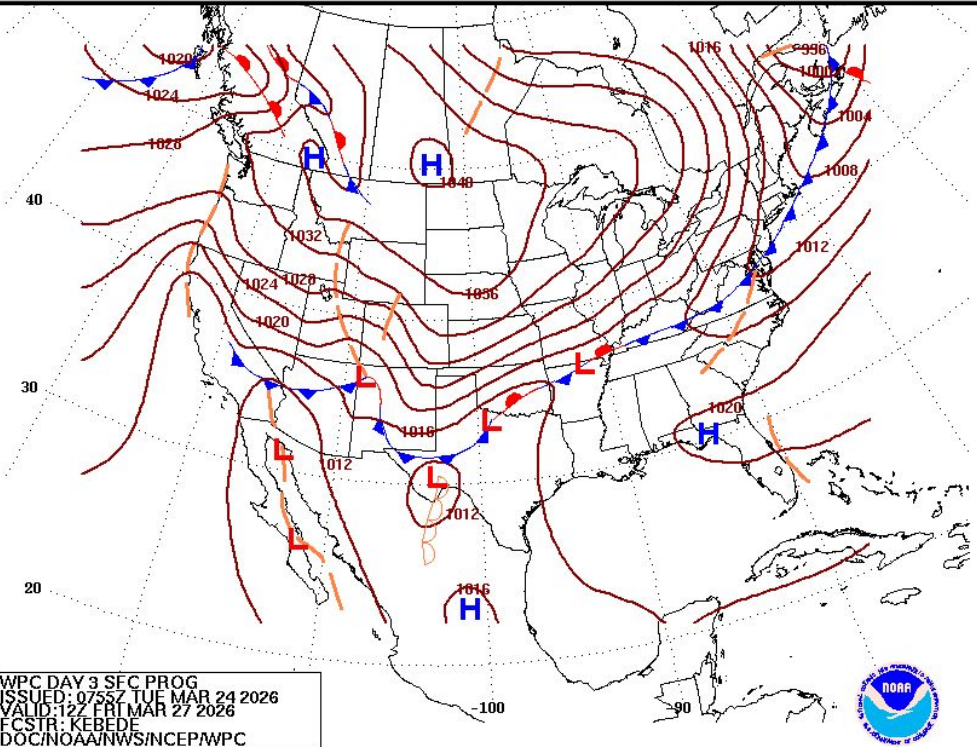 1016
996
1020
1000
1024
1004
1028
H
H
1040
1008
40
1032
1012
1024 1028
1036
1020
L
L
30
1020
L
1016
H
L
1012
L
1012
L
20
1016
H
-100
-90
WPC DAY 3 SFC PROG
ISSUED: 0755Z TUE MAR 24 2026
VALID:12Z FRI MAR 27 2026
FCSTR: KEBEDE
DOC/NOAA/NWS/NCEP/WPC
NOAA